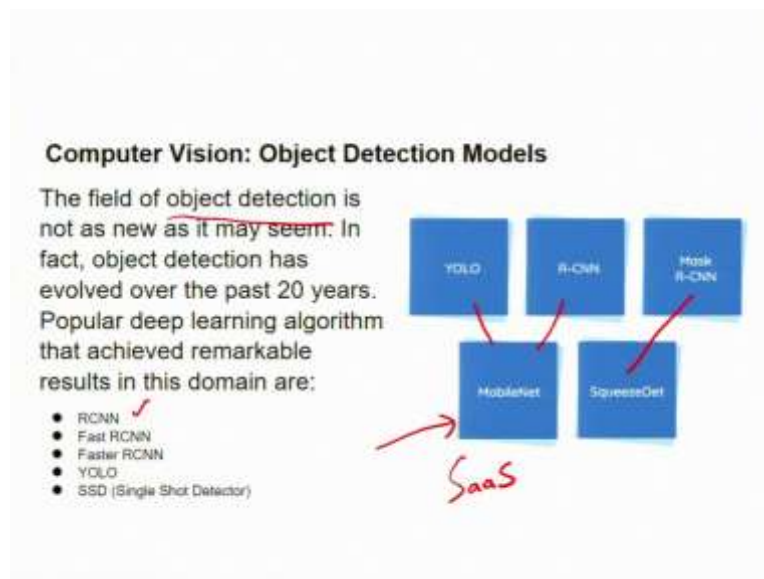 Computer Vision: Object Detection Models
The field of object detection is
not as new as it may seem. In
fact, object detection has
evolved over the past 20 years.
Popular deep learning algorithm
that achieved remarkable
results in this domain are:
● RCNN
● Fast RCNN
● Faster RCNN
● YOLO
● SSD (Single Shot Detector)
YOLO
R-CNN
Mask
R-CNN
MobileNet
SqueezeDet
SaaS